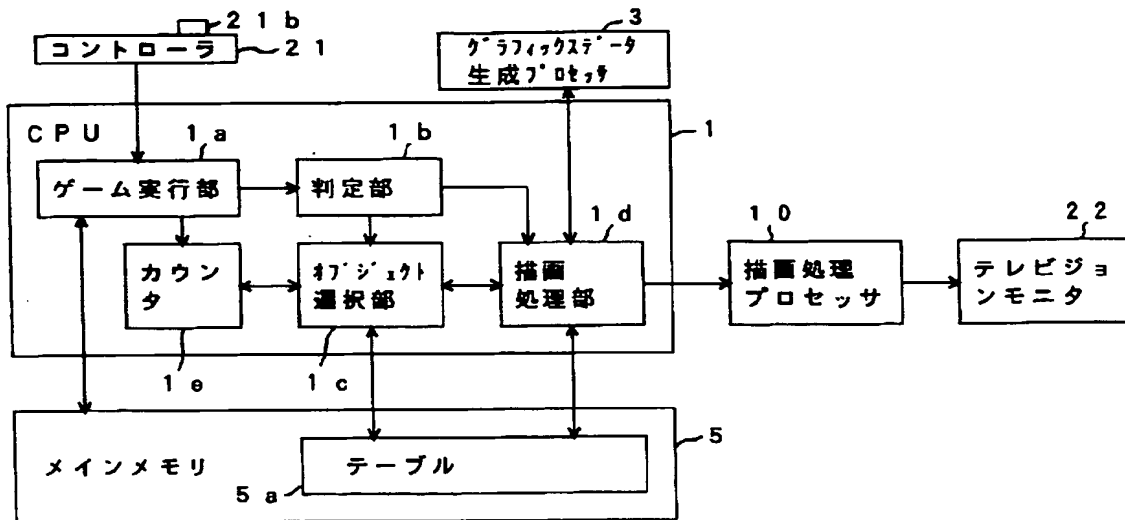 21b
コントローラ 21
3
グラフィックスデータ
生成プロセッサ
CPU
1
1a
ゲーム実行部
1b
判定部
1d
描画
処理部
カウン
タ
1e
オブジェクト
選択部
1c
10
描画処理
プロセッサ
22
テレビジョ
ンモニタ
5
メインメモリ
テーブル
5a